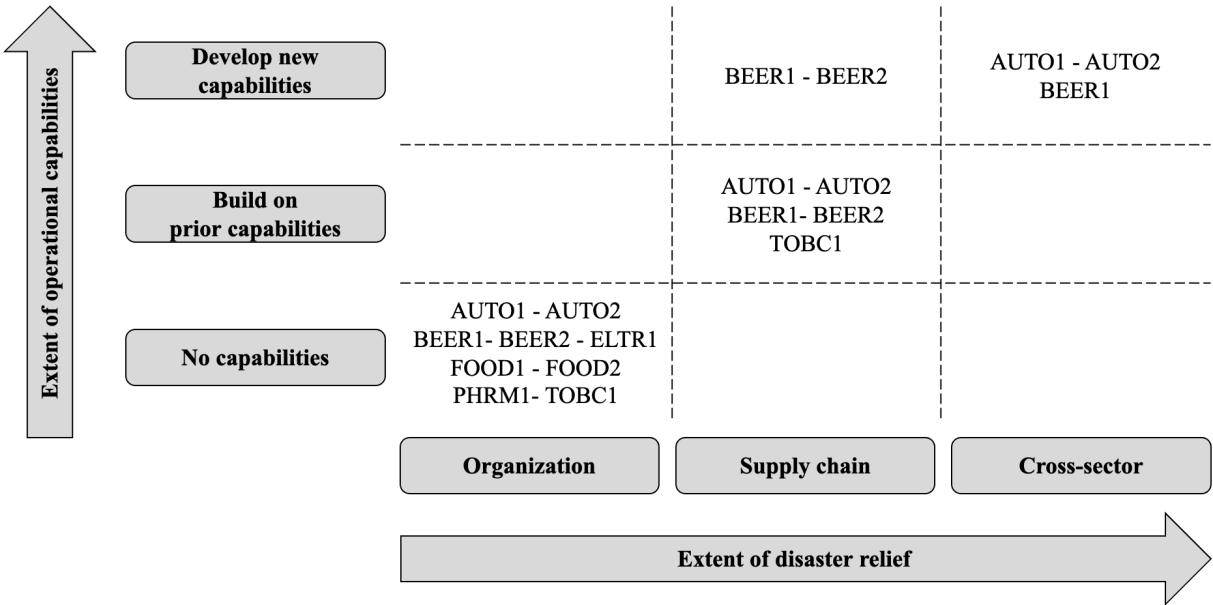 Extent of operational capabilities
Develop new
capabilities
BEER1 - BEER2
AUTO1 - AUTO2
BEER1
Build on
prior capabilities
AUTO1 - AUTO2
BEER1- BEER2
TOBC1
No capabilities
AUTO1 - AUTO2
BEER1- BEER2 - ELTR1
FOOD1 - FOOD2
PHRM1- TOBC1
Organization
Supply chain
Cross-sector
Extent of disaster relief